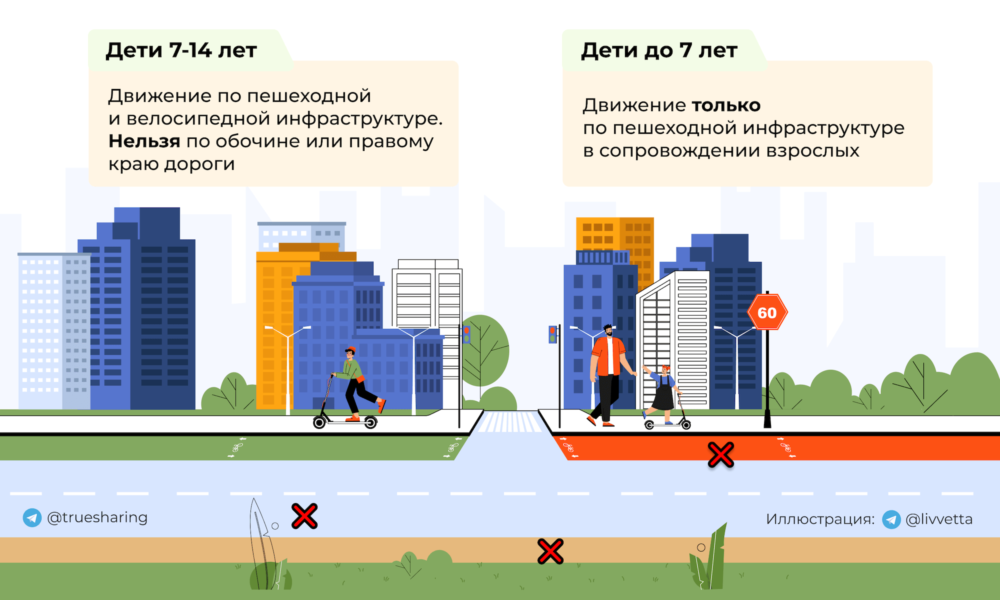 Дети 7-14 лет
Движение по пешеходной
и велосипедной инфраструктуре.
Нельзя по обочине или правому
краю дороги
Дети до 7 лет
Движение только
по пешеходной инфраструктуре
в сопровождении взрослых
60
@truesharing
Иллюстрация: @livvetta